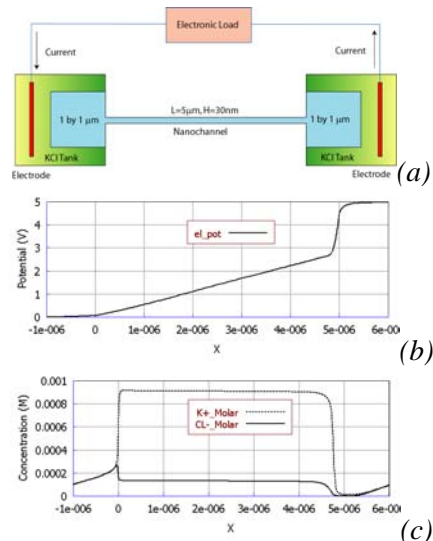 Electronic Load
Current
Current
L=5μm, H=30nm
1 by 1 μm
1 by 1 μm
Nanochannel
KCl Tank
KCl Tank
Electrode
Electrode
(a)
5
4
3
2
1
0
Potential (V)
el_pot
-1e-006 0 1e-006 2e-006 3e-006 4e-006 5e-006 6e-00
X
(b)
0.001
0.0008
0.0006
0.0004
0.0002
0
Concentration (M)
K+_Molar
CL-_Molar
-1e-006 0 1e-006 2e-006 3e-006 4e-006 5e-006 6e-00
X
(c)